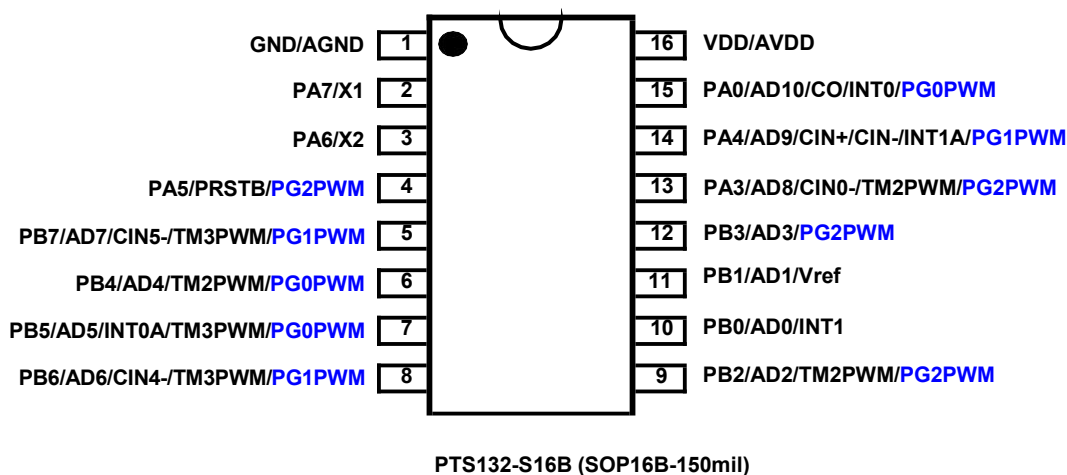 GND/AGND 1 16 VDD/AVDD
PA7/X1 2 15 PA0/AD10/CO/INT0/PG0PWM
PA6/X2 3 14 PA4/AD9/CIN+/CIN-/INT1A/PG1PWM
PA5/PRSTB/PG2PWM 4 13 PA3/AD8/CIN0-/TM2PWM/PG2PWM
PB7/AD7/CIN5-/TM3PWM/PG1PWM 5 12 PB3/AD3/PG2PWM
PB4/AD4/TM2PWM/PG0PWM 6 11 PB1/AD1/Vref
PB5/AD5/INT0A/TM3PWM/PG0PWM 7 10 PB0/AD0/INT1
PB6/AD6/CIN4-/TM3PWM/PG1PWM 8 9 PB2/AD2/TM2PWM/PG2PWM
PTS132-S16B (SOP16B-150mil)